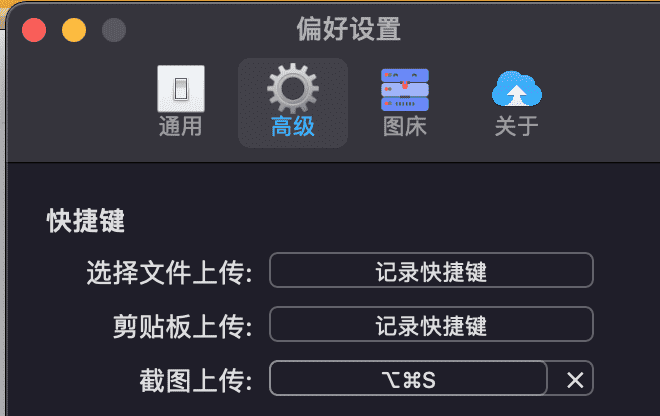 偏好设置
通用 高级 图床 关于
快捷键
选择文件上传: 记录快捷键
剪贴板上传: 记录快捷键
截图上传: ⌥⌘S ×